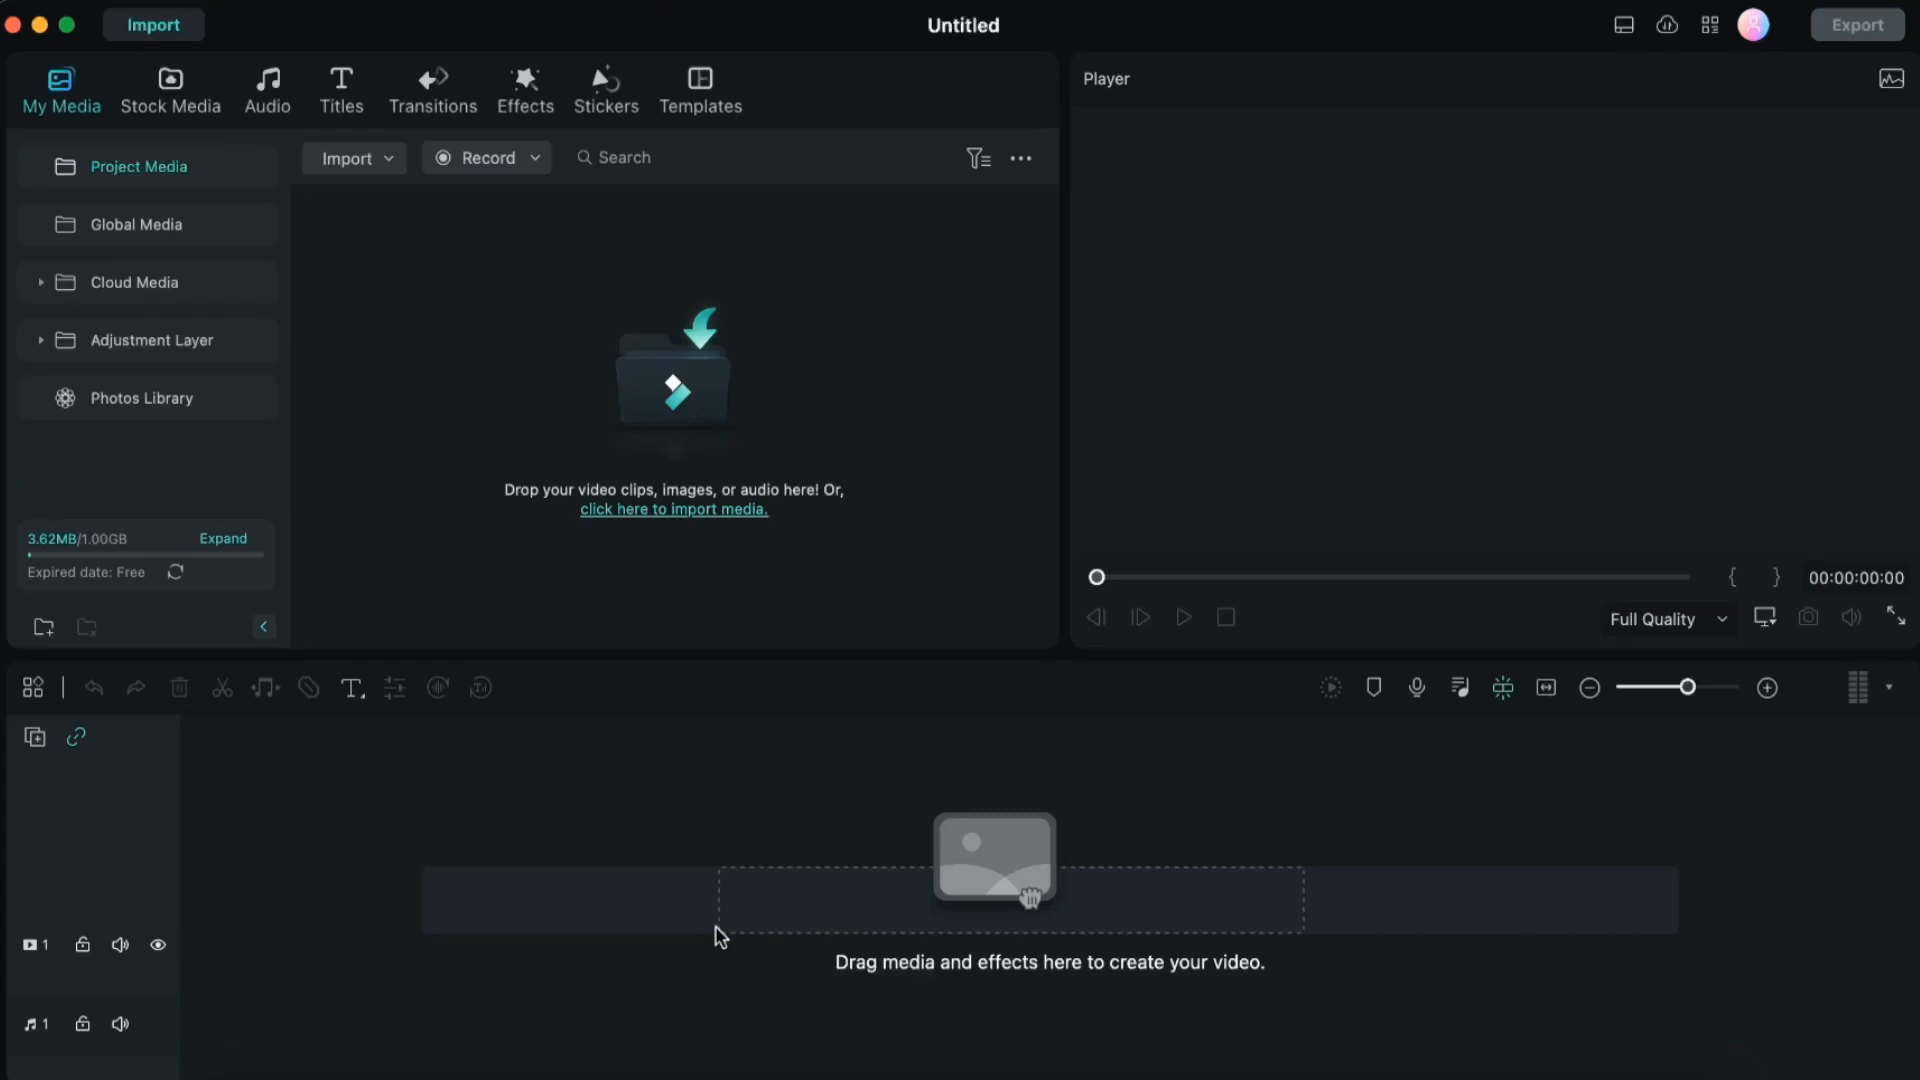 Import
Untitled
Export
My Media
Stock Media
Audio
Titles
Transitions
Effects
Stickers
Templates
Player
Project Media
Import
Record
Search
Global Media
Cloud Media
Adjustment Layer
Photos Library
Drop your video clips, images, or audio here! Or,
click here to import media.
3.62MB/1.00GB
Expand
Expired date: Free
{ }
00:00:00:00
Full Quality
1
Drag media and effects here to create your video.
1